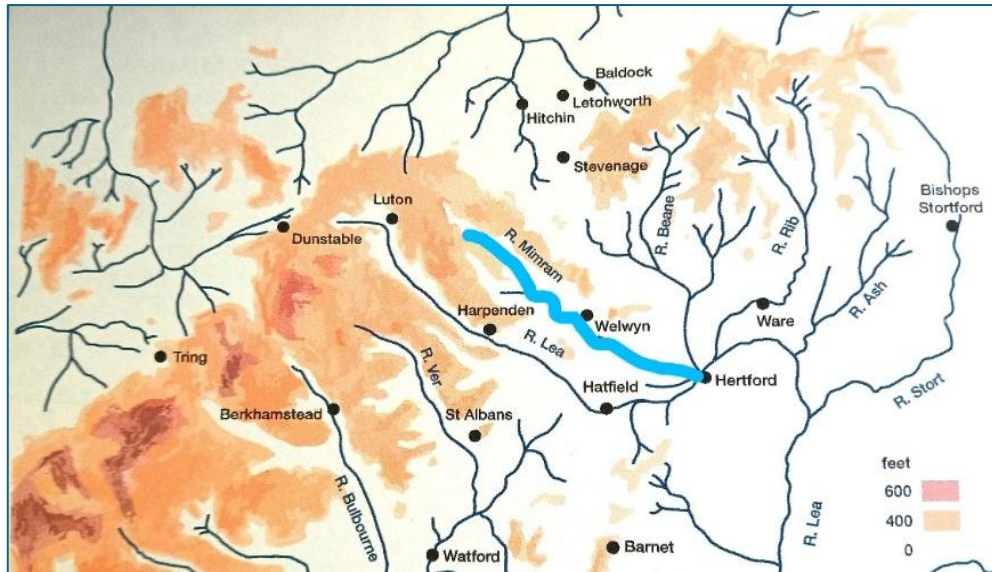 Baldock
Letohworth
Hitchin
Stevenage
Bishops
Stortford
Luton
Dunstable
R. Mimram
R. Beane
R. Rib
R. Ash
Harpenden
Welwyn
Ware
R. Lea
Tring
R. Ver
Hatfield
Hertford
R. Stort
Berkhamstead
St Albans
R. Bulbourne
feet
600
400
0
R. Lea
Watford
Barnet